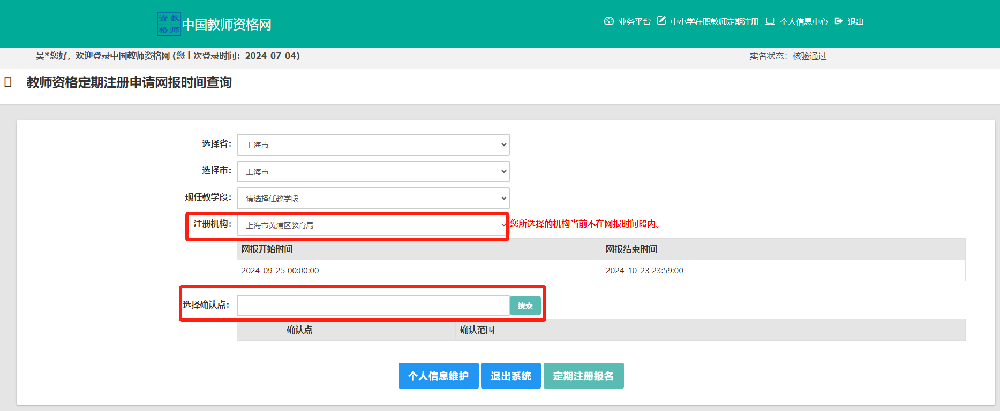 资教
格师
中国教师资格网
业务平台 中小学在职教师定期注册 个人信息中心 退出
吴*您好，欢迎登录中国教师资格网 (您上次登录时间：2024-07-04)
实名状态：核验通过
教师资格定期注册申请网报时间查询
选择省： 上海市
选择市： 上海市
现任教学段： 请选择任教学段
注册机构： 上海市黄浦区教育局 您所选择的机构当前不在网报时间段内。
网报开始时间 网报结束时间
2024-09-25 00:00:00 2024-10-23 23:59:00
选择确认点： 搜索
确认点 确认范围
个人信息维护 退出系统 定期注册报名